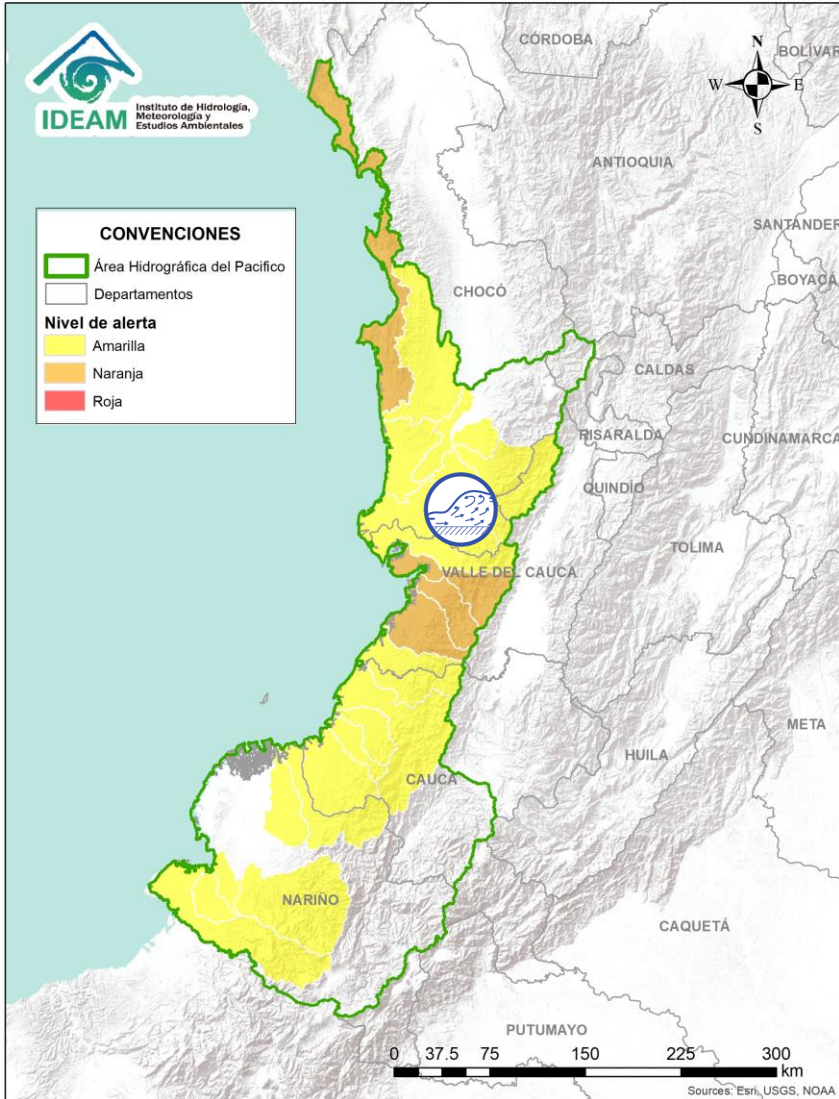 IDEAM
Instituto de Hidrología,
Meteorología y
Estudios Ambientales
CÓRDOBA
BOLÍVAR
N
W
E
S
ANTIOQUIA
SANTANDER
BOYACÁ
CONVENCIONES
Área Hidrográfica del Pacifico
Departamentos
Nivel de alerta
Amarilla
Naranja
Roja
CHOCÓ
CALDAS
RISARALDA
CUNDINAMARCA
QUINDÍO
TOLIMA
VALLE DEL CAUCA
META
HUILA
CAUCA
NARIÑO
CAQUETÁ
PUTUMAYO
0 37.5 75 150 225 300
km
Sources: Esri, USGS, NOAA